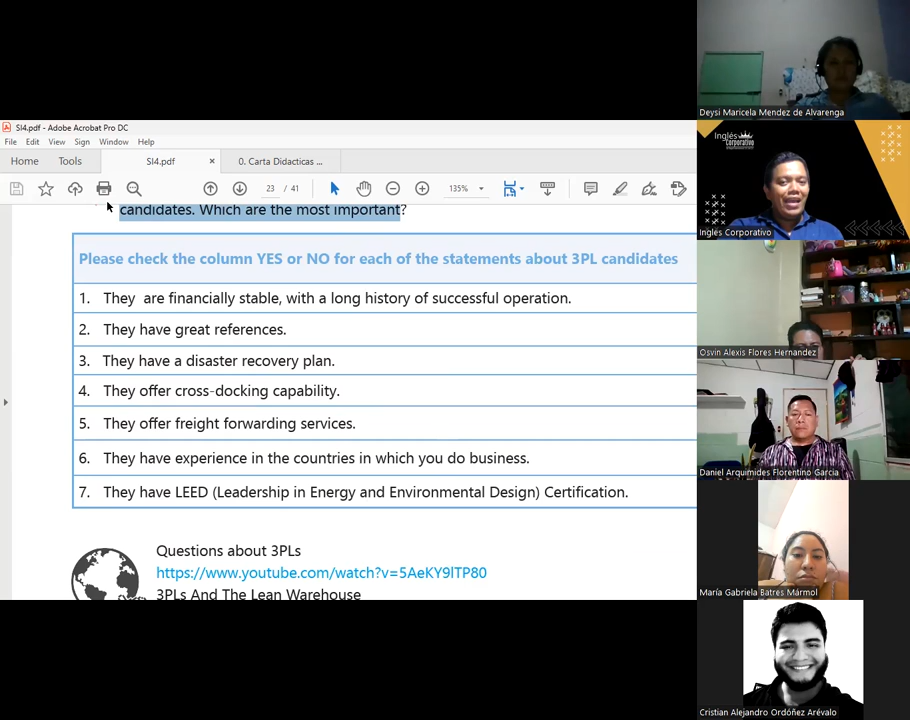 SI4.pdf - Adobe Acrobat Pro DC
File Edit View Sign Window Help
Home Tools SI4.pdf × 0. Carta Didacticas ...
23 / 41 135%
candidates. Which are the most important?
Please check the column YES or NO for each of the statements about 3PL candidates
1. They are financially stable, with a long history of successful operation.
2. They have great references.
3. They have a disaster recovery plan.
4. They offer cross-docking capability.
5. They offer freight forwarding services.
6. They have experience in the countries in which you do business.
7. They have LEED (Leadership in Energy and Environmental Design) Certification.
Questions about 3PLs
https://www.youtube.com/watch?v=5AeKY9lTP80
3PLs And The Lean Warehouse
Deysi Maricela Mendez de Alvarenga
Inglés
Corporativo
Inglés Corporativo
Osvin Alexis Flores Hernandez
Daniel Arquimides Florentino Garcia
María Gabriela Batres Mármol
Cristian Alejandro Ordóñez Arévalo